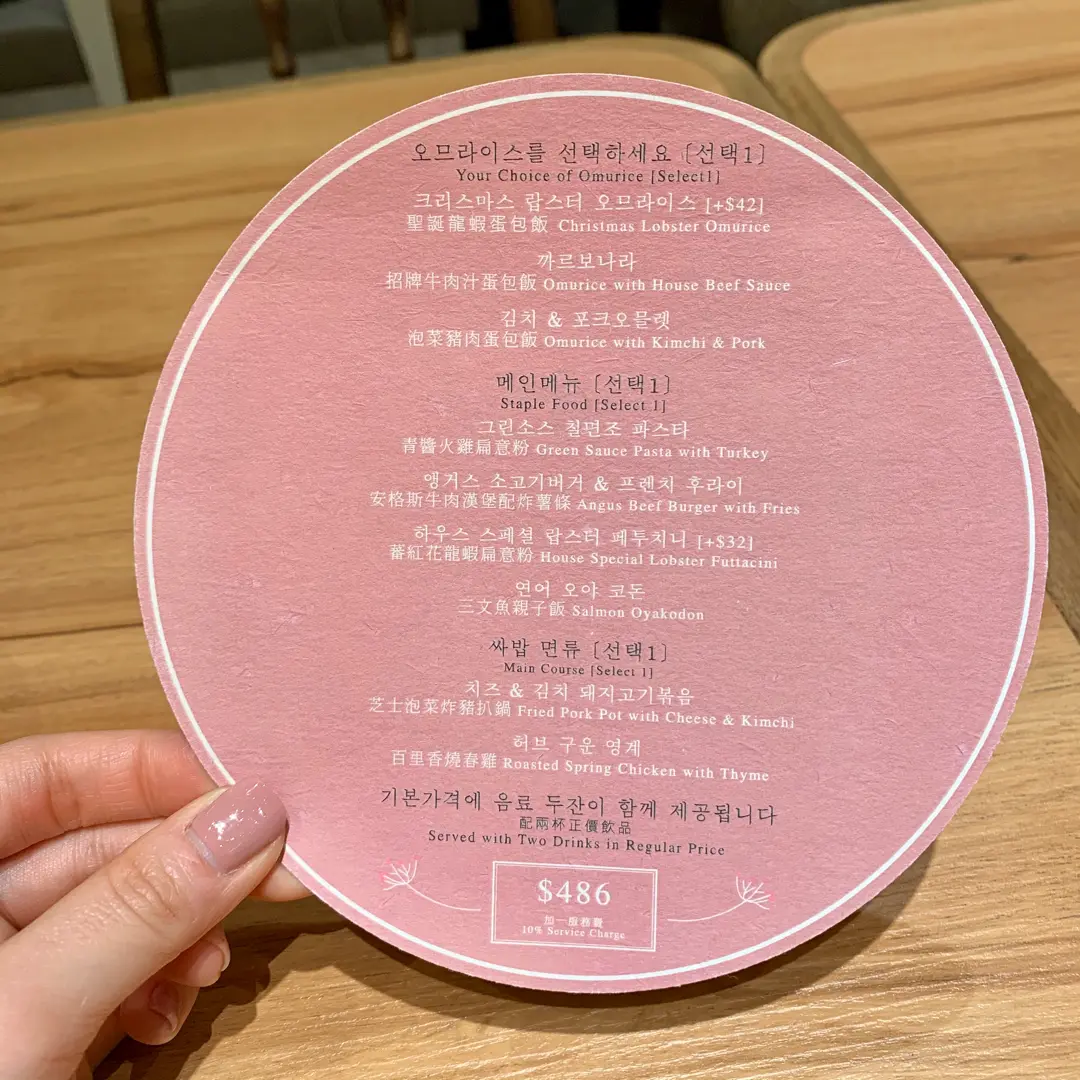 오므라이스를 선택하세요 [선택1]
Your Choice of Omurice [Select1]
크리스마스 랍스터 오므라이스 [+$42]
聖誕龍蝦蛋包飯 Christmas Lobster Omurice
까르보나라
招牌牛肉汁蛋包飯 Omurice with House Beef Sauce
김치 & 포크오믈렛
泡菜豬肉蛋包飯 Omurice with Kimchi & Pork
메인메뉴 [선택1]
Staple Food [Select 1]
그린소스 칠면조 파스타
青醬火雞扁意粉 Green Sauce Pasta with Turkey
앵거스 소고기버거 & 프렌치 후라이
安格斯牛肉漢堡配炸薯條 Angus Beef Burger with Fries
하우스 스페셜 랍스터 페투치니 [+$32]
蕃紅花龍蝦扁意粉 House Special Lobster Futtacini
연어 오야 코돈
三文魚親子飯 Salmon Oyakodon
싸밥 면류 [선택1]
Main Course [Select 1]
치즈 & 김치 돼지고기볶음
芝士泡菜炸豬扒鍋 Fried Pork Pot with Cheese & Kimchi
허브 구운 영계
百里香燒春雞 Roasted Spring Chicken with Thyme
기본가격에 음료 두잔이 함께 제공됩니다
配兩杯正價飲品
Served with Two Drinks in Regular Price
$486
加一服務費
10% Service Charge